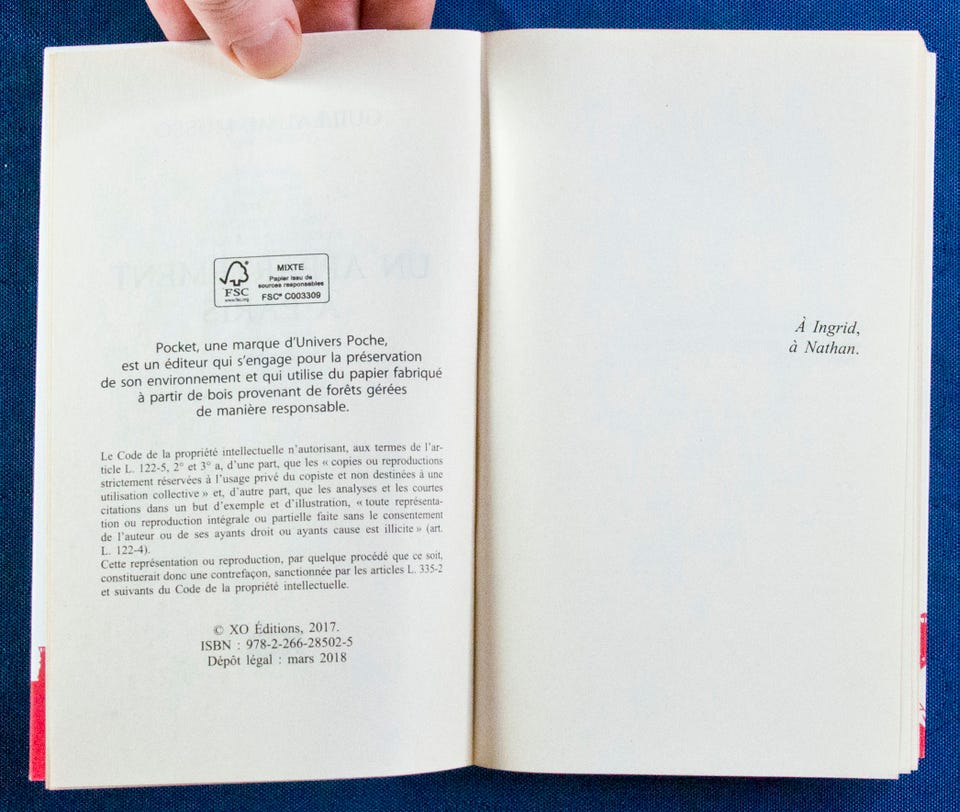 FSC
www.fsc.org
MIXTE
Papier issu de
sources responsables
FSC® C003309
Pocket, une marque d'Univers Poche,
est un éditeur qui s'engage pour la préservation
de son environnement et qui utilise du papier fabriqué
à partir de bois provenant de forêts gérées
de manière responsable.
Le Code de la propriété intellectuelle n'autorisant, aux termes de l'ar-
ticle L. 122-5, 2° et 3° a, d'une part, que les « copies ou reproductions
strictement réservées à l'usage privé du copiste et non destinées à une
utilisation collective » et, d'autre part, que les analyses et les courtes
citations dans un but d'exemple et d'illustration, « toute représenta-
tion ou reproduction intégrale ou partielle faite sans le consentement
de l'auteur ou de ses ayants droit ou ayants cause est illicite » (art.
L. 122-4).
Cette représentation ou reproduction, par quelque procédé que ce soit,
constituerait donc une contrefaçon, sanctionnée par les articles L. 335-2
et suivants du Code de la propriété intellectuelle.
© XO Éditions, 2017.
ISBN : 978-2-266-28502-5
Dépôt légal : mars 2018
À Ingrid,
à Nathan.